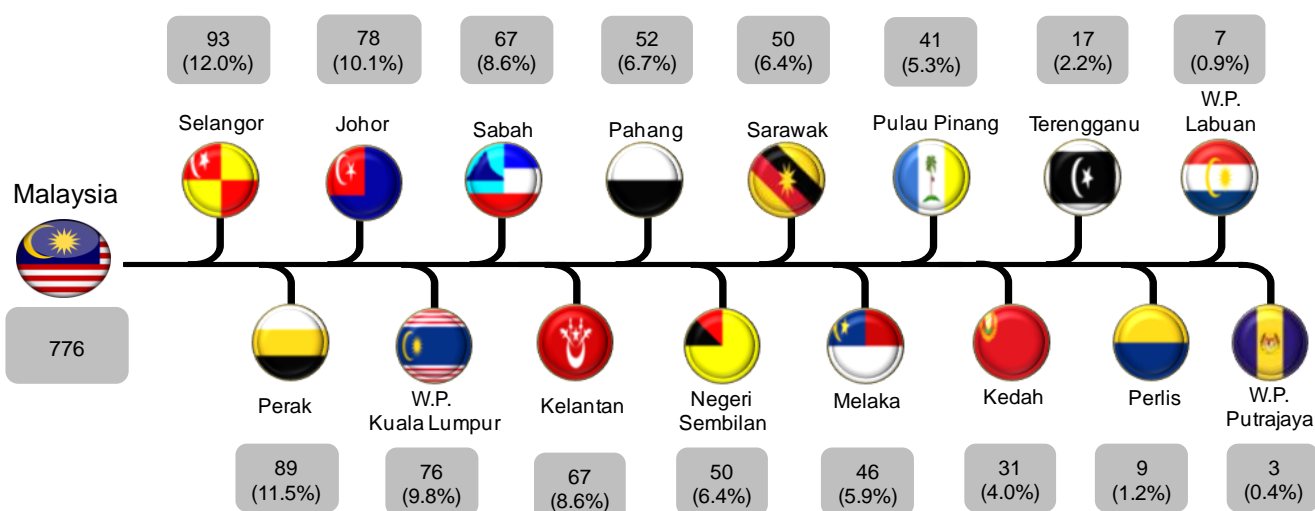 93
(12.0%)
78
(10.1%)
67
(8.6%)
52
(6.7%)
50
(6.4%)
41
(5.3%)
17
(2.2%)
7
(0.9%)
Selangor
Johor
Sabah
Pahang
Sarawak
Pulau Pinang
Terengganu
W.P.
Labuan
Malaysia
776
Perak
W.P.
Kuala Lumpur
Kelantan
Negeri
Sembilan
Melaka
Kedah
Perlis
W.P.
Putrajaya
89
(11.5%)
76
(9.8%)
67
(8.6%)
50
(6.4%)
46
(5.9%)
31
(4.0%)
9
(1.2%)
3
(0.4%)